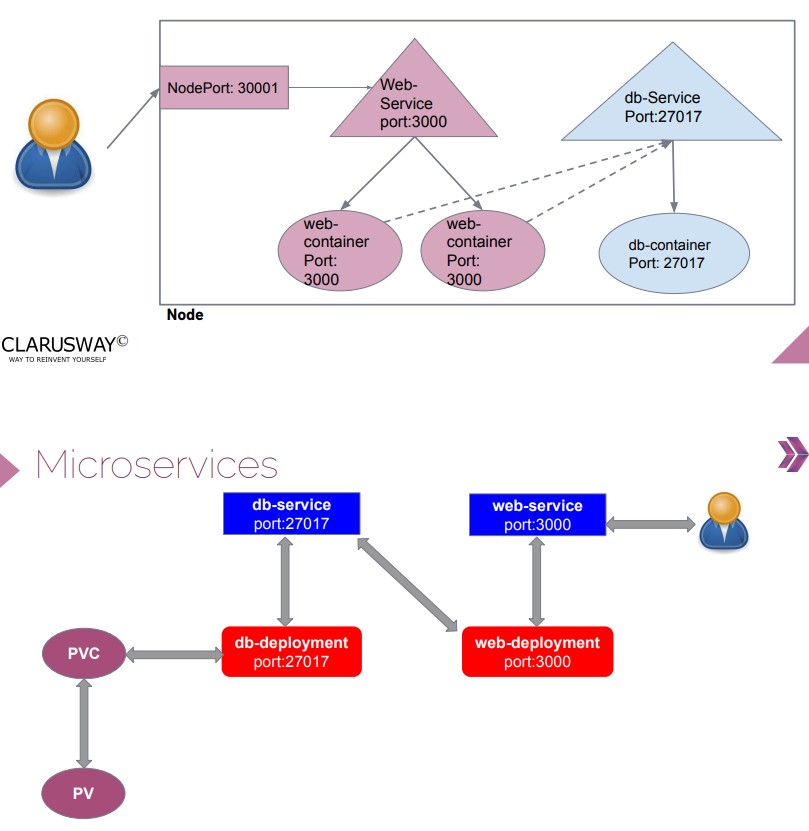 NodePort: 30001
Web-
Service
port:3000
db-Service
Port:27017
web-
container
Port:
3000
web-
container
Port:
3000
db-container
Port: 27017
Node
CLARUSWAY©
WAY TO REINVENT YOURSELF
Microservices
db-service
port:27017
web-service
port:3000
db-deployment
port:27017
web-deployment
port:3000
PVC
PV